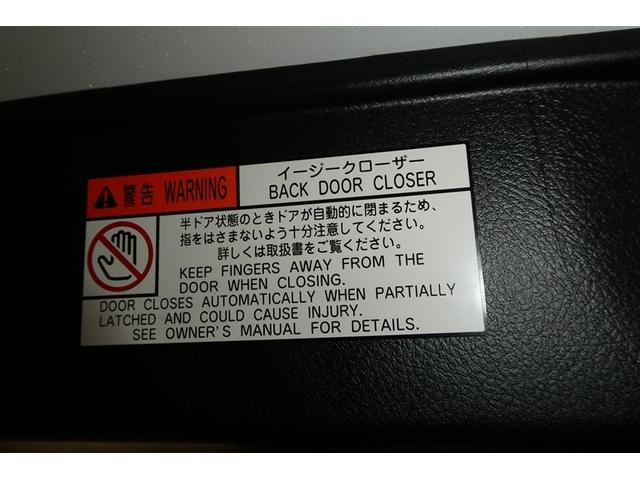 警告 WARNING
イージークローザー
BACK DOOR CLOSER
半ドア状態のときドアが自動的に閉まるため、
指をはさまないよう十分注意してください。
詳しくは取扱書をご覧ください。
KEEP FINGERS AWAY FROM THE
DOOR WHEN CLOSING.
DOOR CLOSES AUTOMATICALLY WHEN PARTIALLY
LATCHED AND COULD CAUSE INJURY.
SEE OWNER'S MANUAL FOR DETAILS.